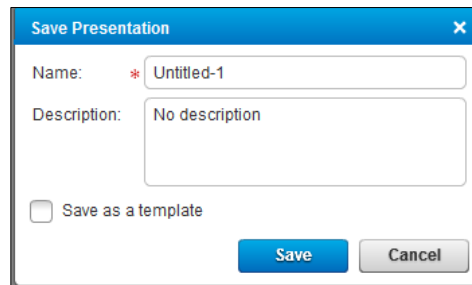 Save Presentation
Name: * Untitled-1
Description: No description
Save as a template
Save Cancel